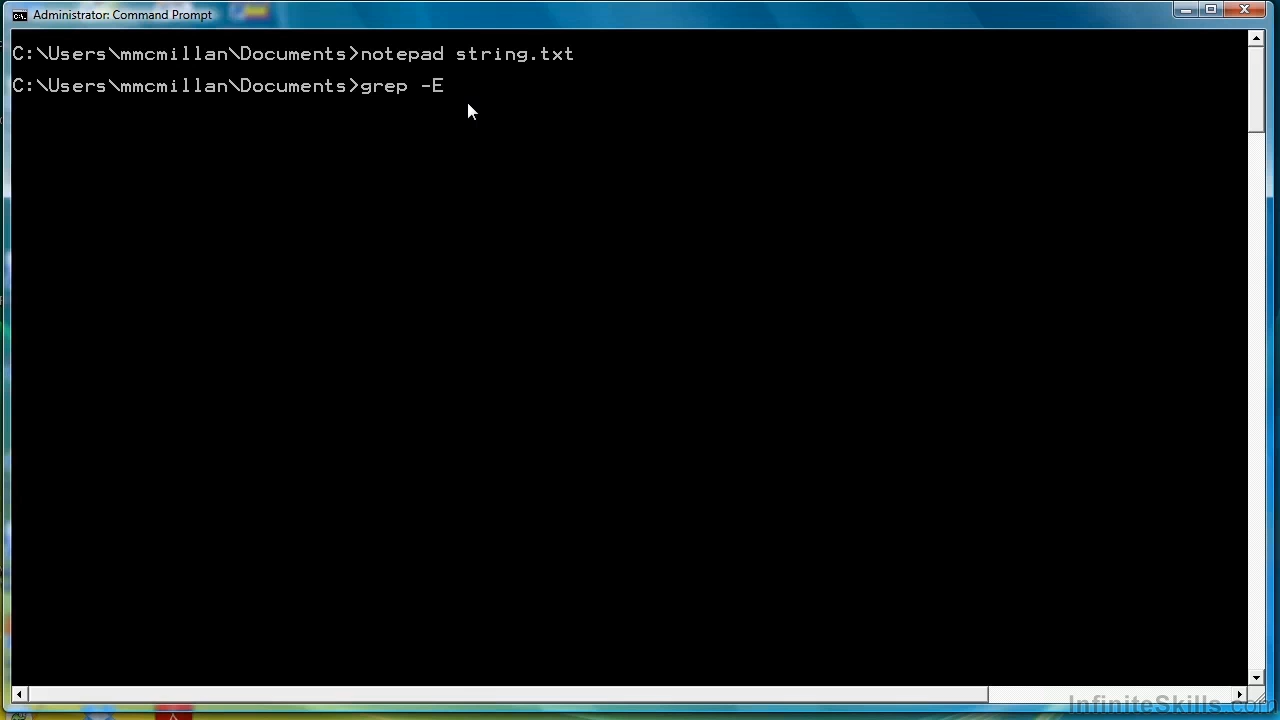 Administrator: Command Prompt
C:\Users\mmcmillan\Documents>notepad string.txt
C:\Users\mmcmillan\Documents>grep -E
InfiniteSkills.com